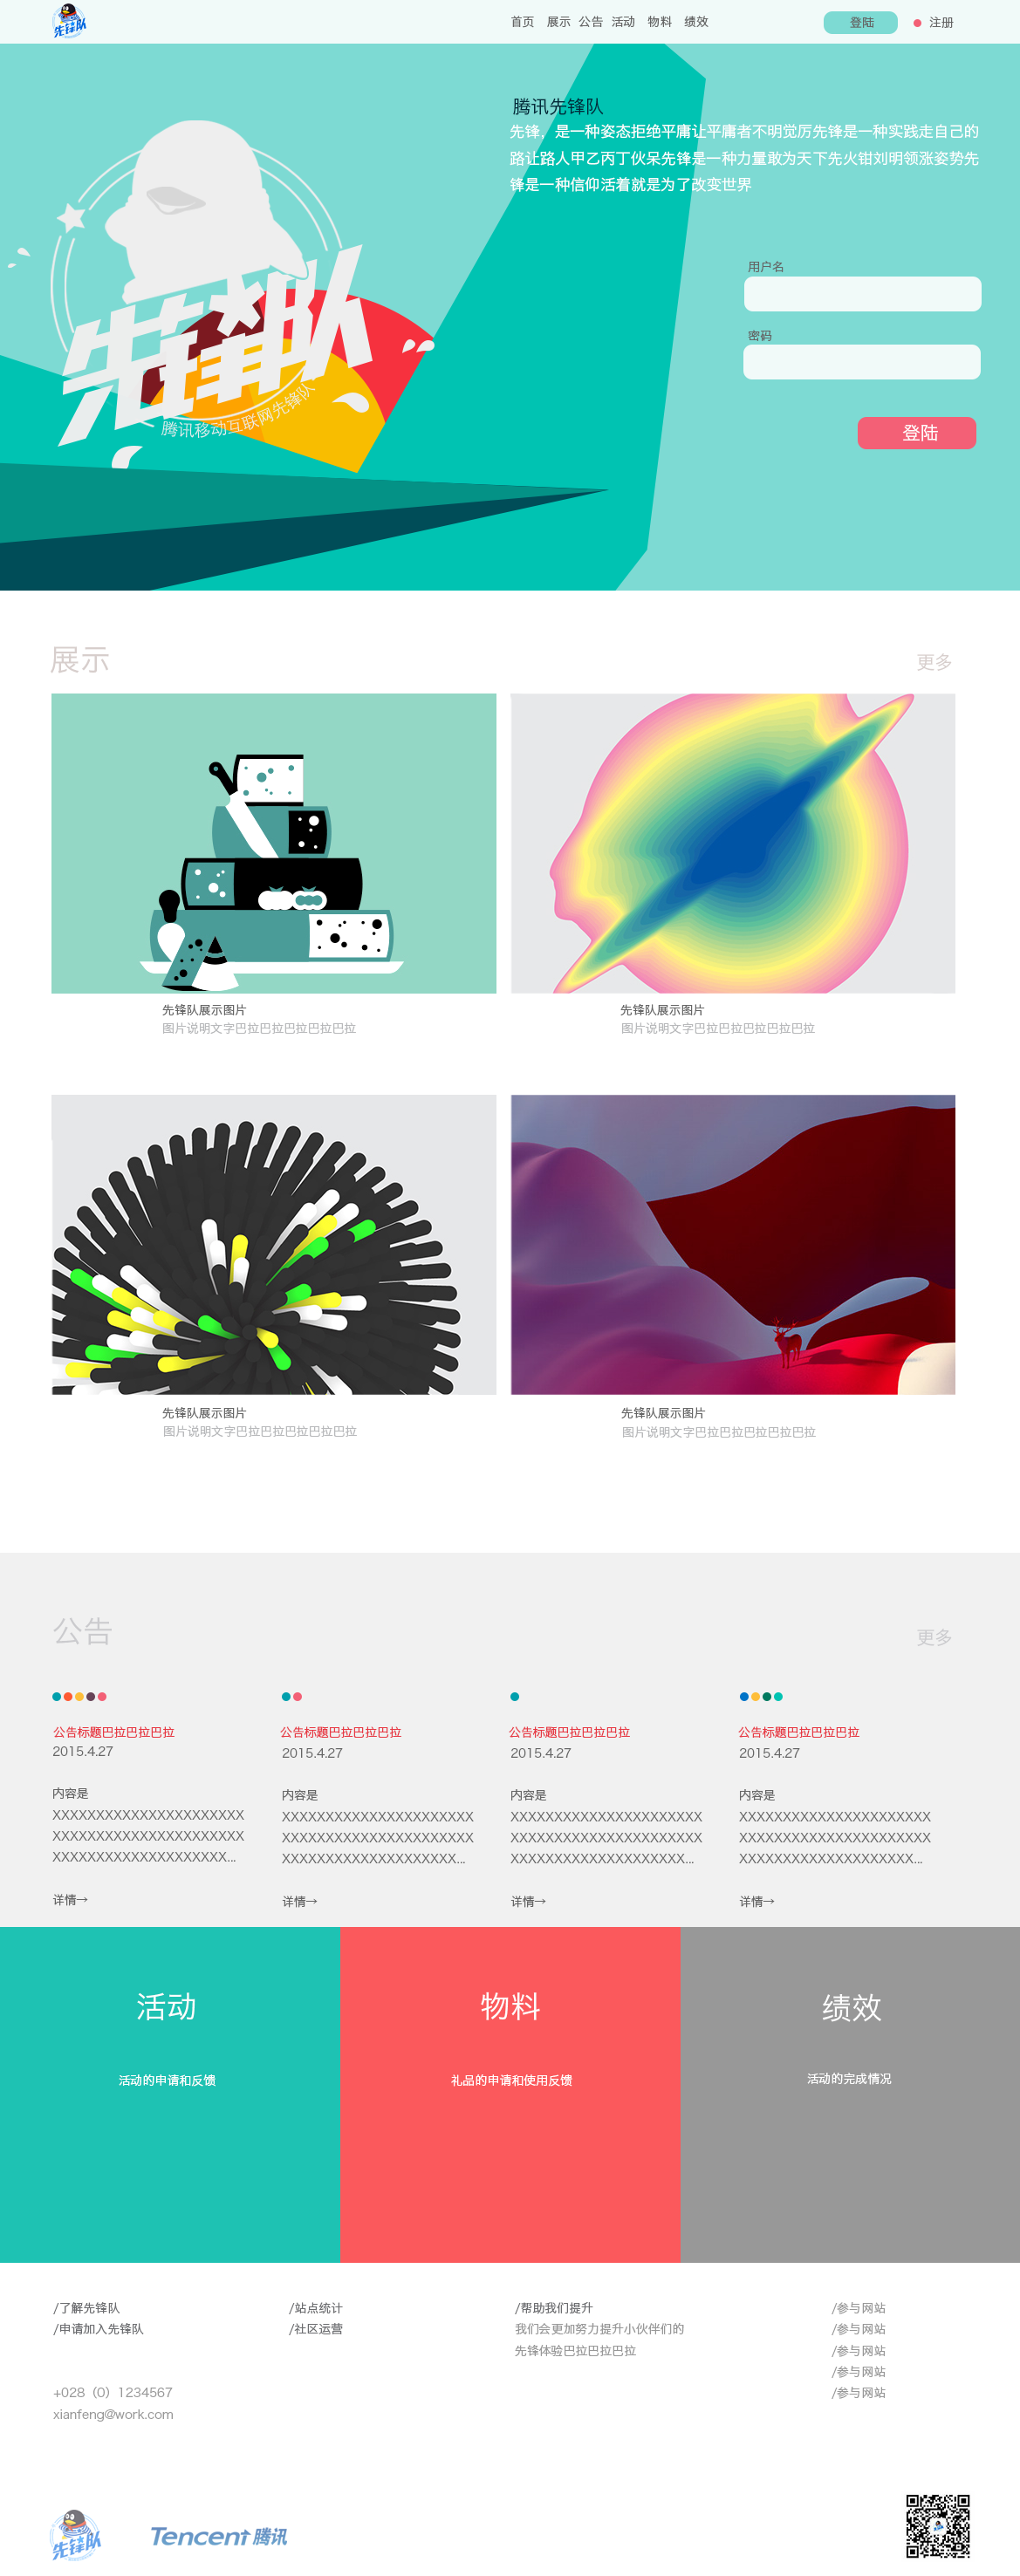 先锋队
首页 展示 公告 活动 物料 绩效
登陆
注册
腾讯先锋队
先锋，是一种姿态拒绝平庸让平庸者不明觉厉先锋是一种实践走自己的
路让路人甲乙丙丁伙呆先锋是一种力量敢为天下先火钳刘明领涨姿势先
锋是一种信仰活着就是为了改变世界
先锋队
腾讯移动互联网先锋队
用户名
密码
登陆
展示
更多
先锋队展示图片
图片说明文字巴拉巴拉巴拉巴拉巴拉
先锋队展示图片
图片说明文字巴拉巴拉巴拉巴拉巴拉
先锋队展示图片
图片说明文字巴拉巴拉巴拉巴拉巴拉
先锋队展示图片
图片说明文字巴拉巴拉巴拉巴拉巴拉
公告
更多
公告标题巴拉巴拉巴拉
2015.4.27
内容是
XXXXXXXXXXXXXXXXXXXXXX
XXXXXXXXXXXXXXXXXXXXXX
XXXXXXXXXXXXXXXXXXXX...
详情→
公告标题巴拉巴拉巴拉
2015.4.27
内容是
XXXXXXXXXXXXXXXXXXXXXX
XXXXXXXXXXXXXXXXXXXXXX
XXXXXXXXXXXXXXXXXXXX...
详情→
公告标题巴拉巴拉巴拉
2015.4.27
内容是
XXXXXXXXXXXXXXXXXXXXXX
XXXXXXXXXXXXXXXXXXXXXX
XXXXXXXXXXXXXXXXXXXX...
详情→
公告标题巴拉巴拉巴拉
2015.4.27
内容是
XXXXXXXXXXXXXXXXXXXXXX
XXXXXXXXXXXXXXXXXXXXXX
XXXXXXXXXXXXXXXXXXXX...
详情→
活动
活动的申请和反馈
物料
礼品的申请和使用反馈
绩效
活动的完成情况
/了解先锋队
/申请加入先锋队
+028（0）1234567
xianfeng@work.com
/站点统计
/社区运营
/帮助我们提升
我们会更加努力提升小伙伴们的
先锋体验巴拉巴拉巴拉
/参与网站
/参与网站
/参与网站
/参与网站
/参与网站
先锋队
Tencent 腾讯